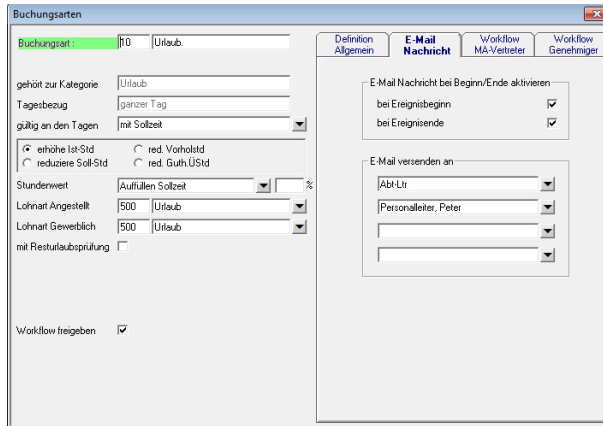 Buchungsarten
Buchungsart : 10 Urlaub.
gehört zur Kategorie Urlaub
Tagesbezug ganzer Tag
gültig an den Tagen mit Sollzeit
erhöhe Ist-Std red. Vorholstd
reduziere Soll-Std red. Guth.ÜStd
Stundenwert Auffüllen Sollzeit %
Lohnart Angestellt 500 Urlaub
Lohnart Gewerblich 500 Urlaub
mit Resturlaubsprüfung
Workflow freigeben
Definition Allgemein
E-Mail Nachricht
Workflow MA-Vertreter
Workflow Genehmiger
E-Mail Nachricht bei Beginn/Ende aktivieren
bei Ereignisbeginn
bei Ereignisende
E-Mail versenden an
Abt-Ltr
Personalleiter, Peter